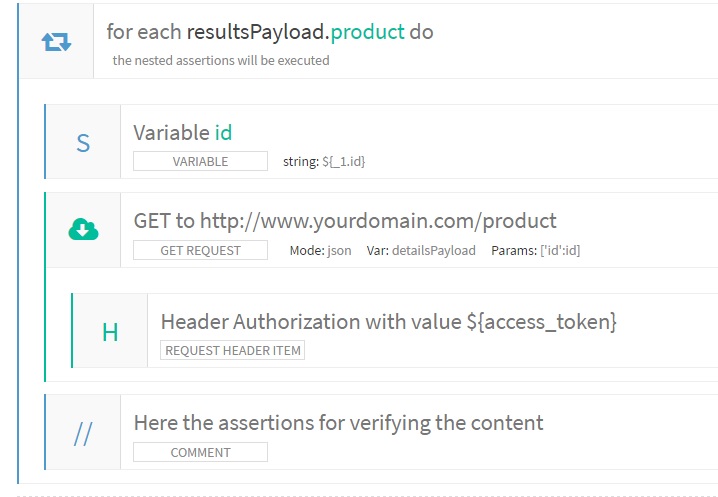 for each resultsPayload.product do
the nested assertions will be executed
S
Variable id
VARIABLE string: ${_1.id}
GET to http://www.yourdomain.com/product
GET REQUEST Mode: json Var: detailsPayload Params: ['id':id]
H
Header Authorization with value ${access_token}
REQUEST HEADER ITEM
//
Here the assertions for verifying the content
COMMENT